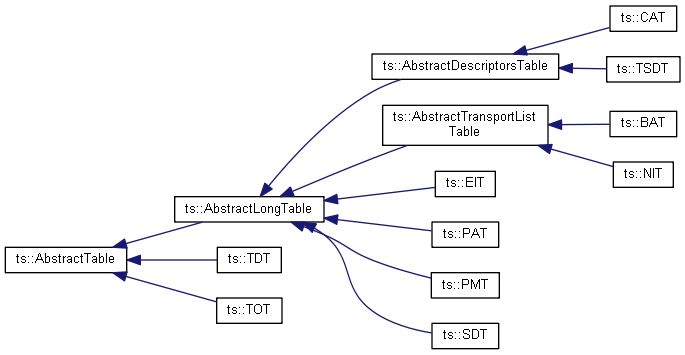 ts::CAT
ts::AbstractDescriptorsTable
ts::TSDT
ts::AbstractTransportList
Table
ts::BAT
ts::NIT
ts::EIT
ts::AbstractLongTable
ts::PAT
ts::AbstractTable
ts::TDT
ts::PMT
ts::TOT
ts::SDT